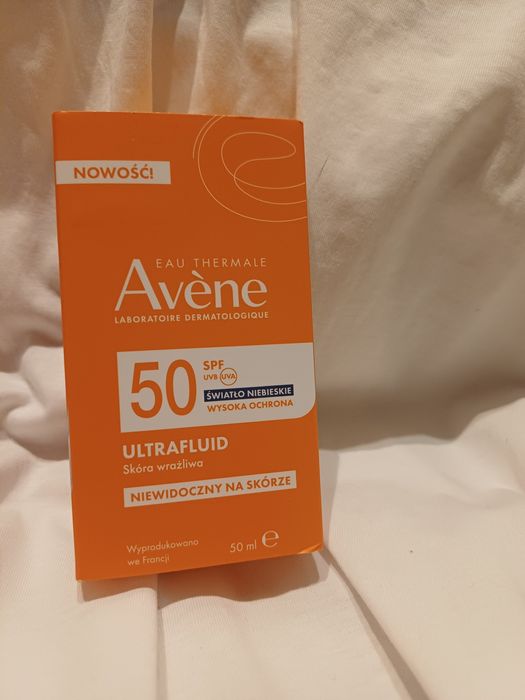 NOWOŚĆ!
EAU THERMALE
Avène
LABORATOIRE DERMATOLOGIQUE
50 SPF
UVB UVA
ŚWIATŁO NIEBIESKIE
WYSOKA OCHRONA
ULTRAFLUID
Skóra wrażliwa
NIEWIDOCZNY NA SKÓRZE
Wyprodukowano
we Francji
50 ml ℮